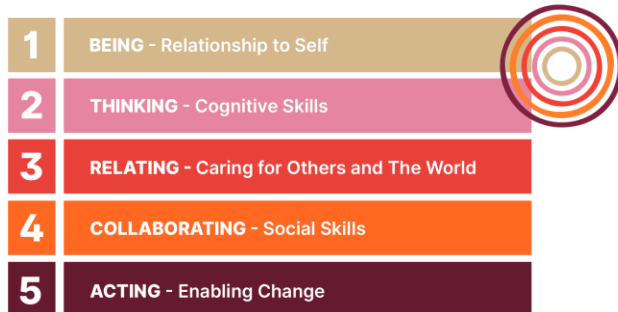 1 BEING - Relationship to Self
2 THINKING - Cognitive Skills
3 RELATING - Caring for Others and The World
4 COLLABORATING - Social Skills
5 ACTING - Enabling Change